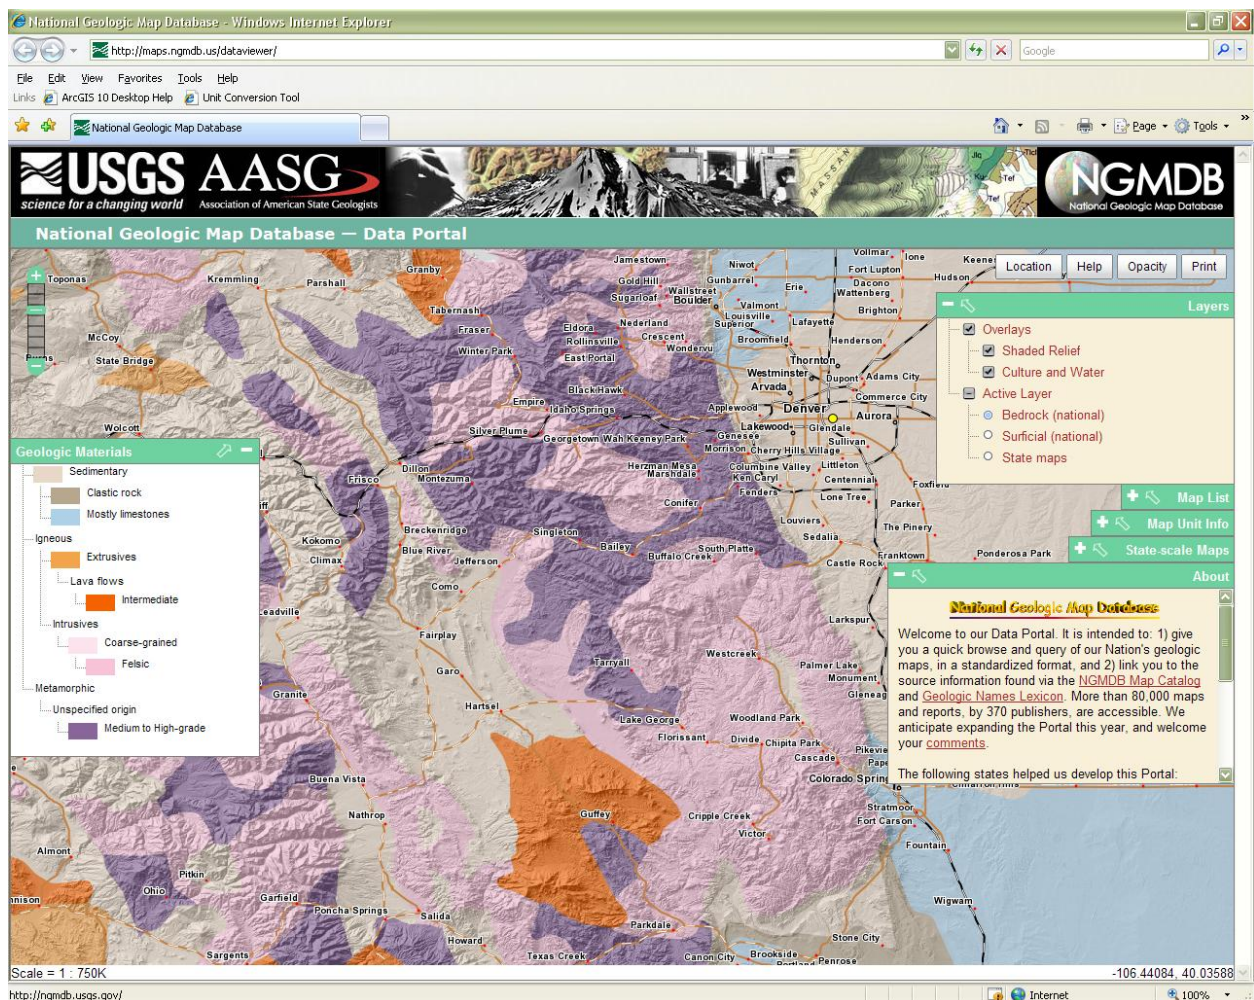 National Geologic Map Database - Windows Internet Explorer
http://maps.ngmdb.us/dataviewer/
Google
File Edit View Favorites Tools Help
Links ArcGIS 10 Desktop Help Unit Conversion Tool
National Geologic Map Database
Page Tools
USGS
science for a changing world
AASG
Association of American State Geologists
MASSAN
NGMDB
National Geologic Map Database
National Geologic Map Database — Data Portal
Location Help Opacity Print
Layers
Overlays
Shaded Relief
Culture and Water
Active Layer
Bedrock (national)
Surficial (national)
State maps
Map List
Map Unit Info
State-scale Maps
About
National Geologic Map Database
Welcome to our Data Portal. It is intended to: 1) give
you a quick browse and query of our Nation's geologic
maps, in a standardized format, and 2) link you to the
source information found via the NGMDB Map Catalog
and Geologic Names Lexicon. More than 80,000 maps
and reports, by 370 publishers, are accessible. We
anticipate expanding the Portal this year, and welcome
your comments.
The following states helped us develop this Portal:
Geologic Materials
Sedimentary
Clastic rock
Mostly limestones
Igneous
Extrusives
Lava flows
Intermediate
Intrusives
Coarse-grained
Felsic
Metamorphic
Unspecified origin
Medium to High-grade
Toponas
Kremmling
Parshall
Granby
Jamestown
Gold Hill
Wallstreet
Sugarloaf
Boulder
Niwot
Gunbarrel
Vollmar
Ione
Fort Lupton
Dacono
Wattenberg
Hudson
Erie
Valmont
Louisville
Superior
Lafayette
Brighton
Tabernash
Fraser
Winter Park
Eldora
Nederland
Rollinsville
Crescent
East Portal
Wondervu
Broomfield
Henderson
McCoy
State Bridge
Thornton
Westminster
Dupont
Adams City
Arvada
Commerce City
Black Hawk
Empire
Idaho Springs
Applewood
Denver
Aurora
Lakewood
Glendale
Wolcott
Silver Plume
Georgetown
Wah Keeney Park
Genesee
Morrison
Cherry Hills Village
Sullivan
Dillon
Montezuma
Frisco
Herzman Mesa
Marshdale
Columbine Valley
Littleton
Ken Caryl
Centennial
Fenders
Lone Tree
Foxfield
Conifer
Parker
Louviers
The Pinery
Sedalia
Breckenridge
Kokomo
Climax
Blue River
Jefferson
Singleton
Bailey
Buffalo Creek
South Platte
Franktown
Castle Rock
Ponderosa Park
Como
Leadville
Fairplay
Larkspur
Garo
Tarryall
Westcreek
Palmer Lake
Monument
Granite
Hartsel
Lake George
Woodland Park
Florissant
Divide
Chipita Park
Cascade
Colorado Spring
Buena Vista
Nathrop
Guffey
Cripple Creek
Victor
Stratmoor
Fort Carson
Fountain
Almont
Pitkin
Ohio
Garfield
Poncha Springs
Salida
Wigwam
Parkdale
Howard
Stone City
Sargents
Texas Creek
Canon City
Brookside
Penrose
Scale = 1 : 750K
-106.44084, 40.03588
http://ngmdb.usgs.gov/
Internet
100%